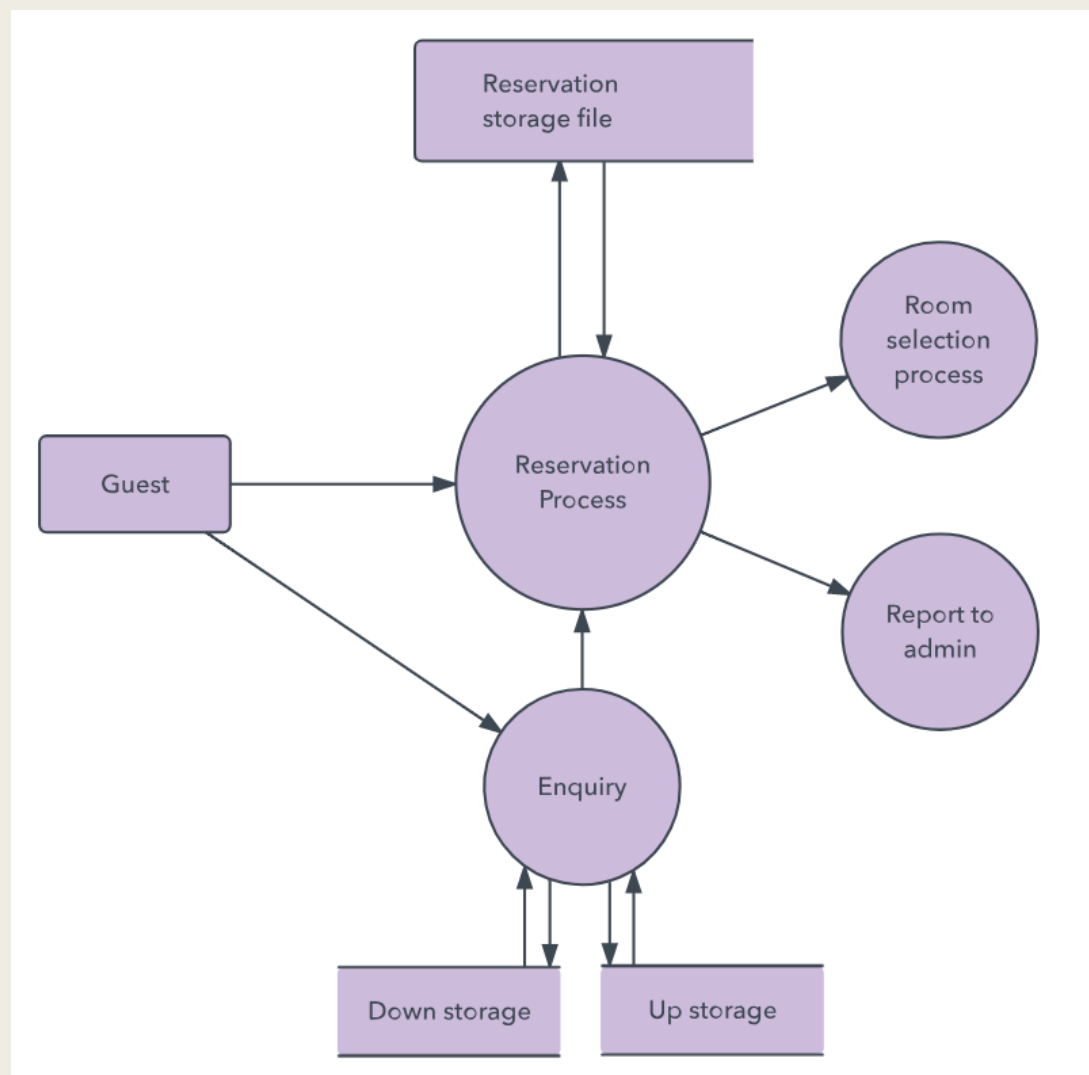 Reservation
storage file
Room
selection
process
Guest
Reservation
Process
Report to
admin
Enquiry
Down storage
Up storage